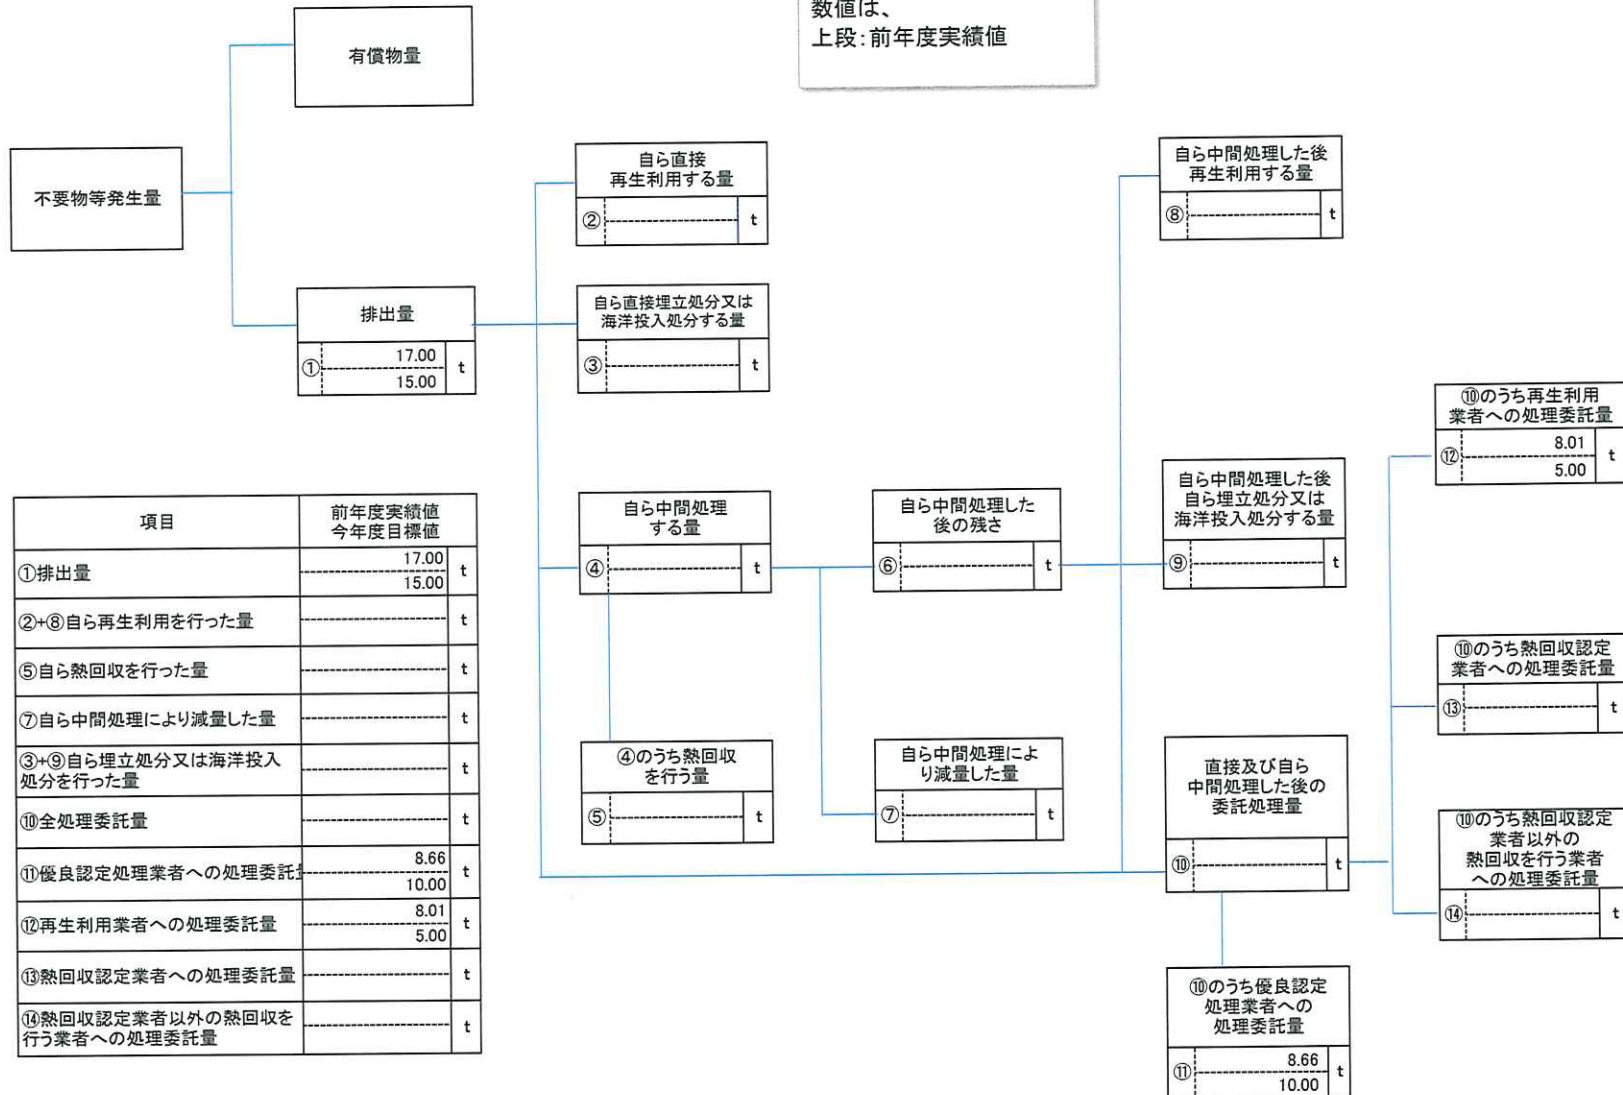 数値は、
上段：前年度実績値
有償物量
不要物等発生量
排出量
① 17.00 t
15.00
自ら直接
再生利用する量
② t
自ら直接埋立処分又は
海洋投入処分する量
③ t
自ら中間処理
する量
④ t
④のうち熱回収
を行う量
⑤ t
自ら中間処理した
後の残さ
⑥ t
自ら中間処理によ
り減量した量
⑦ t
自ら中間処理した後
再生利用する量
⑧ t
自ら中間処理した後
自ら埋立処分又は
海洋投入処分する量
⑨ t
直接及び自ら
中間処理した後の
委託処理量
⑩ t
⑩のうち優良認定
処理業者への
処理委託量
⑪ 8.66 t
10.00
⑩のうち再生利用
業者への処理委託量
⑫ 8.01 t
5.00
⑩のうち熱回収認定
業者への処理委託量
⑬ t
⑩のうち熱回収認定
業者以外の
熱回収を行う業者
への処理委託量
⑭ t
項目 前年度実績値
今年度目標値
①排出量 17.00 t
15.00
②+⑧自ら再生利用を行った量 t
⑤自ら熱回収を行った量 t
⑦自ら中間処理により減量した量 t
③+⑨自ら埋立処分又は海洋投入
処分を行った量 t
⑩全処理委託量 t
⑪優良認定処理業者への処理委託 8.66 t
10.00
⑫再生利用業者への処理委託量 8.01 t
5.00
⑬熱回収認定業者への処理委託量 t
⑭熱回収認定業者以外の熱回収を
行う業者への処理委託量 t